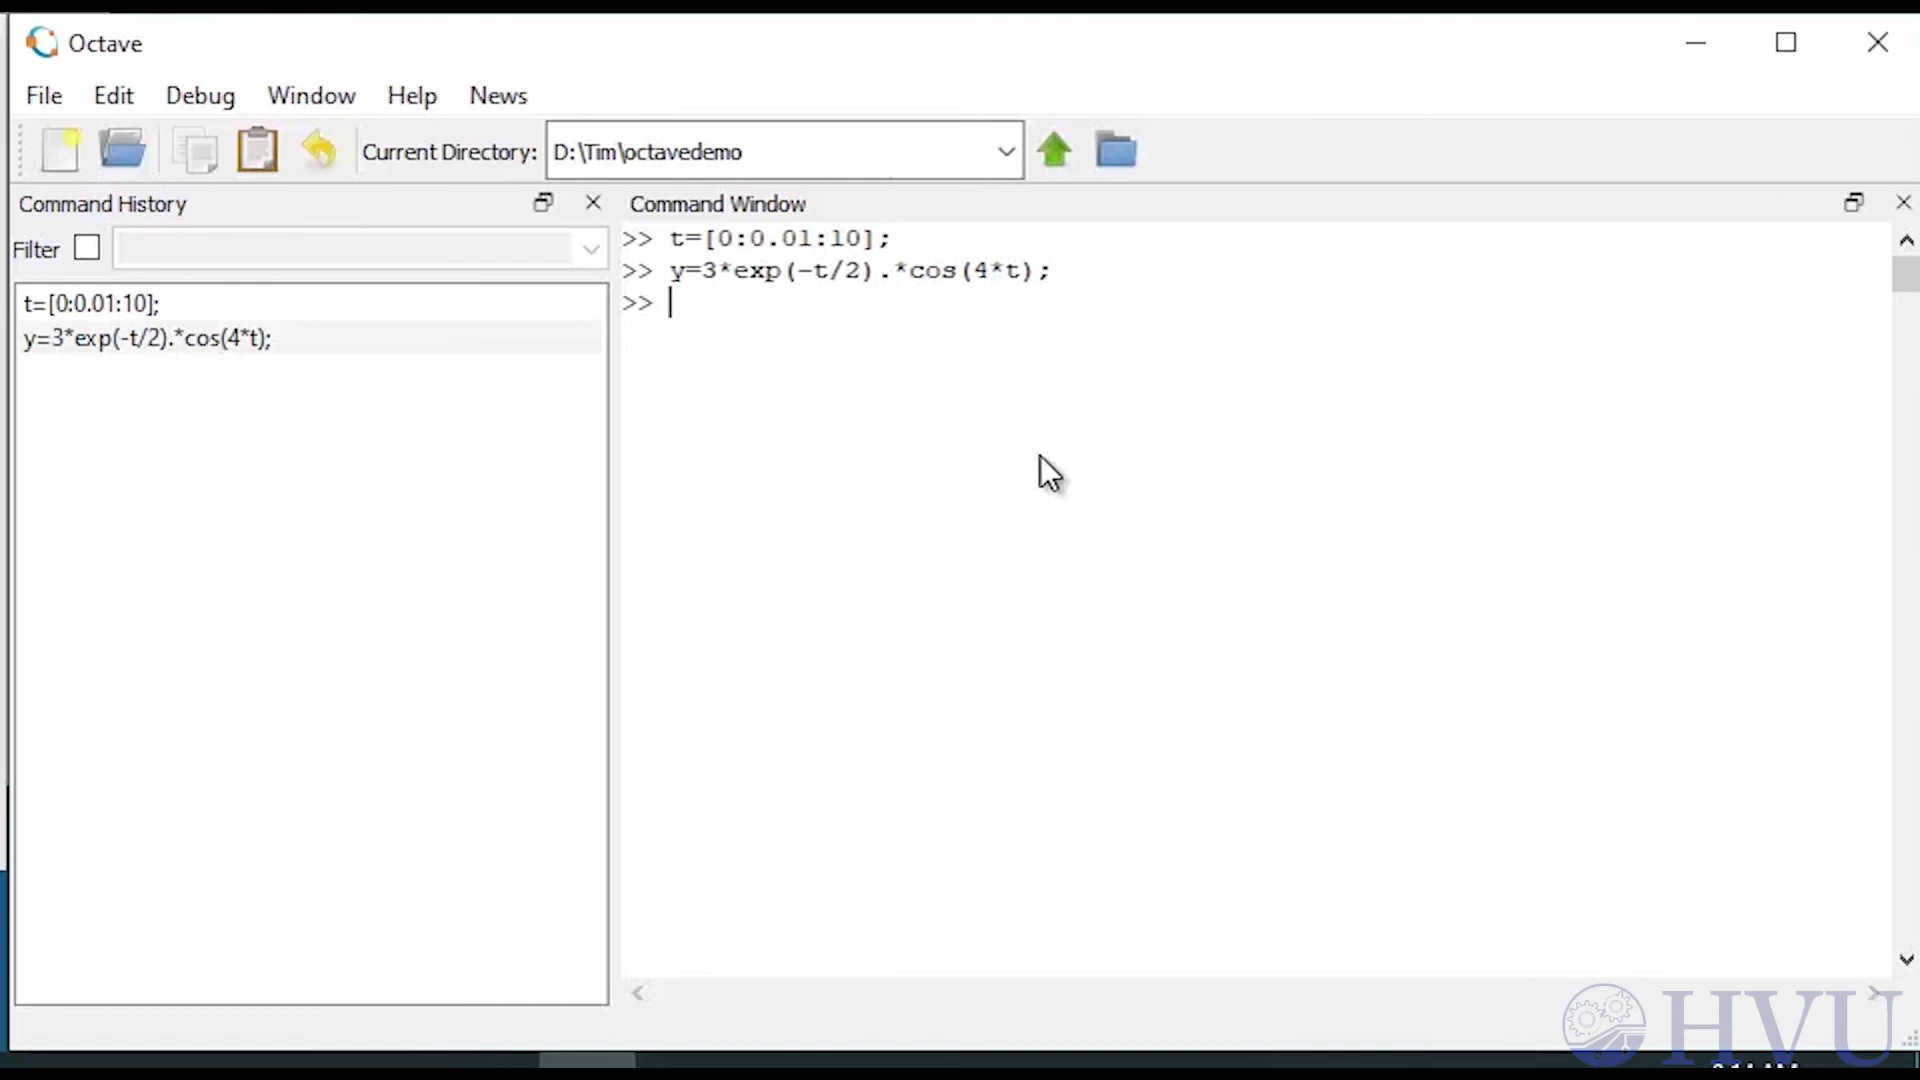 Octave
File Edit Debug Window Help News
Current Directory: D:\Tim\octavedemo
Command History
Filter
t=[0:0.01:10];
y=3*exp(-t/2).*cos(4*t);
Command Window
>> t=[0:0.01:10];
>> y=3*exp(-t/2).*cos(4*t);
>>
HVU